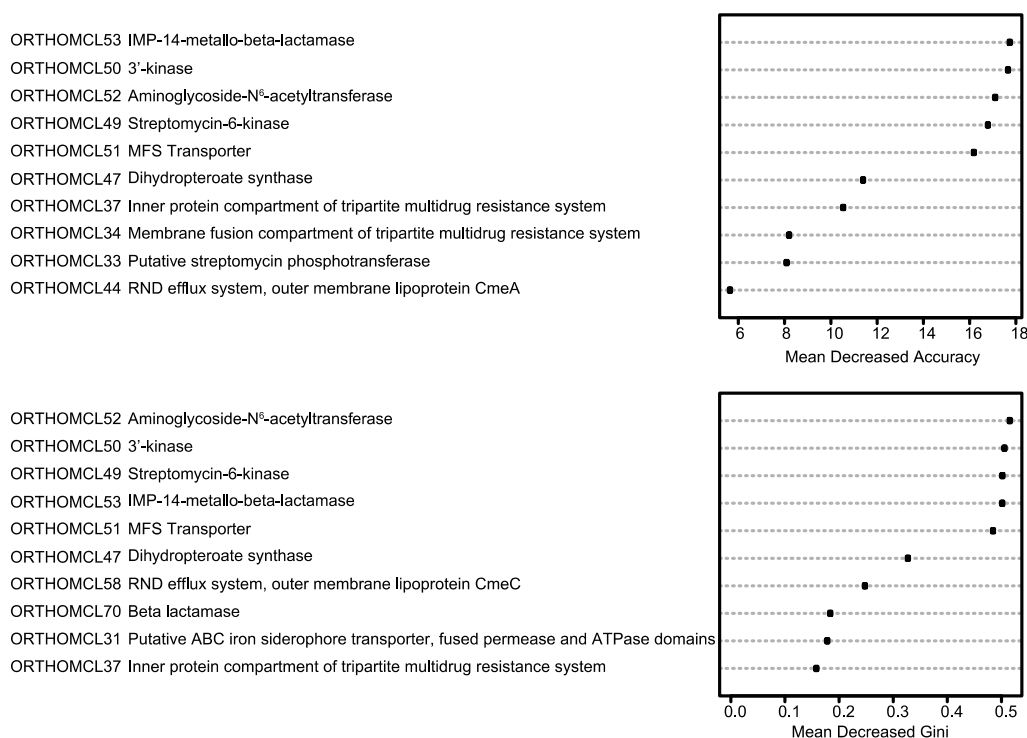 ORTHOMCL53 IMP-14-metallo-beta-lactamase
ORTHOMCL50 3'-kinase
ORTHOMCL52 Aminoglycoside-N⁶-acetyltransferase
ORTHOMCL49 Streptomycin-6-kinase
ORTHOMCL51 MFS Transporter
ORTHOMCL47 Dihydropteroate synthase
ORTHOMCL37 Inner protein compartment of tripartite multidrug resistance system
ORTHOMCL34 Membrane fusion compartment of tripartite multidrug resistance system
ORTHOMCL33 Putative streptomycin phosphotransferase
ORTHOMCL44 RND efflux system, outer membrane lipoprotein CmeA
6 8 10 12 14 16 18
Mean Decreased Accuracy
ORTHOMCL52 Aminoglycoside-N⁶-acetyltransferase
ORTHOMCL50 3'-kinase
ORTHOMCL49 Streptomycin-6-kinase
ORTHOMCL53 IMP-14-metallo-beta-lactamase
ORTHOMCL51 MFS Transporter
ORTHOMCL47 Dihydropteroate synthase
ORTHOMCL58 RND efflux system, outer membrane lipoprotein CmeC
ORTHOMCL70 Beta lactamase
ORTHOMCL31 Putative ABC iron siderophore transporter, fused permease and ATPase domains
ORTHOMCL37 Inner protein compartment of tripartite multidrug resistance system
0.0 0.1 0.2 0.3 0.4 0.5
Mean Decreased Gini